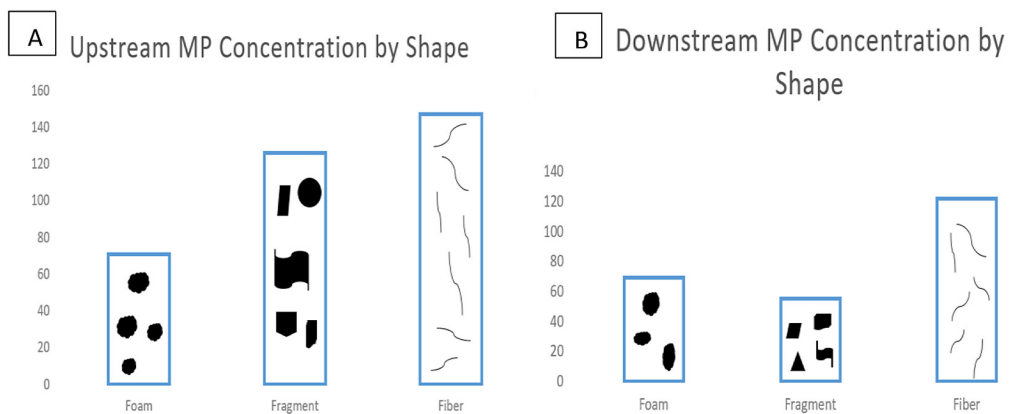 A
Upstream MP Concentration by Shape
160
140
120
100
80
60
40
20
0
Foam Fragment Fiber
B
Downstream MP Concentration by
Shape
140
120
100
80
60
40
20
0
Foam Fragment Fiber